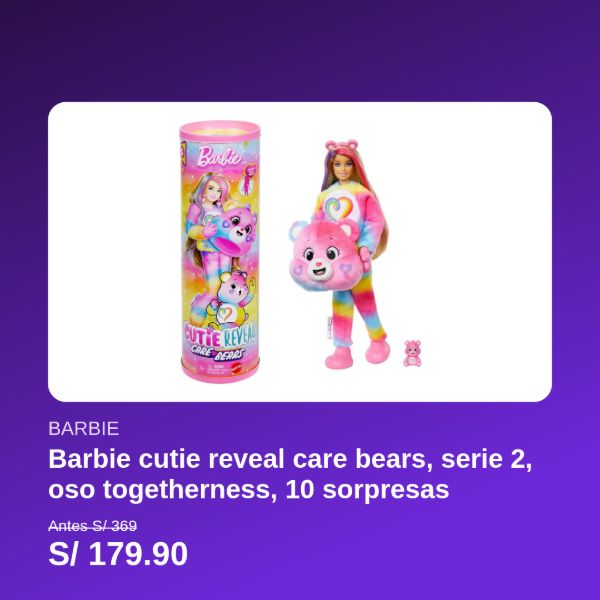 Barbie
CUTIE REVEAL
CARE BEARS
3+
BARBIE
Barbie cutie reveal care bears, serie 2,
oso togetherness, 10 sorpresas
Antes S/ 369
S/ 179.90